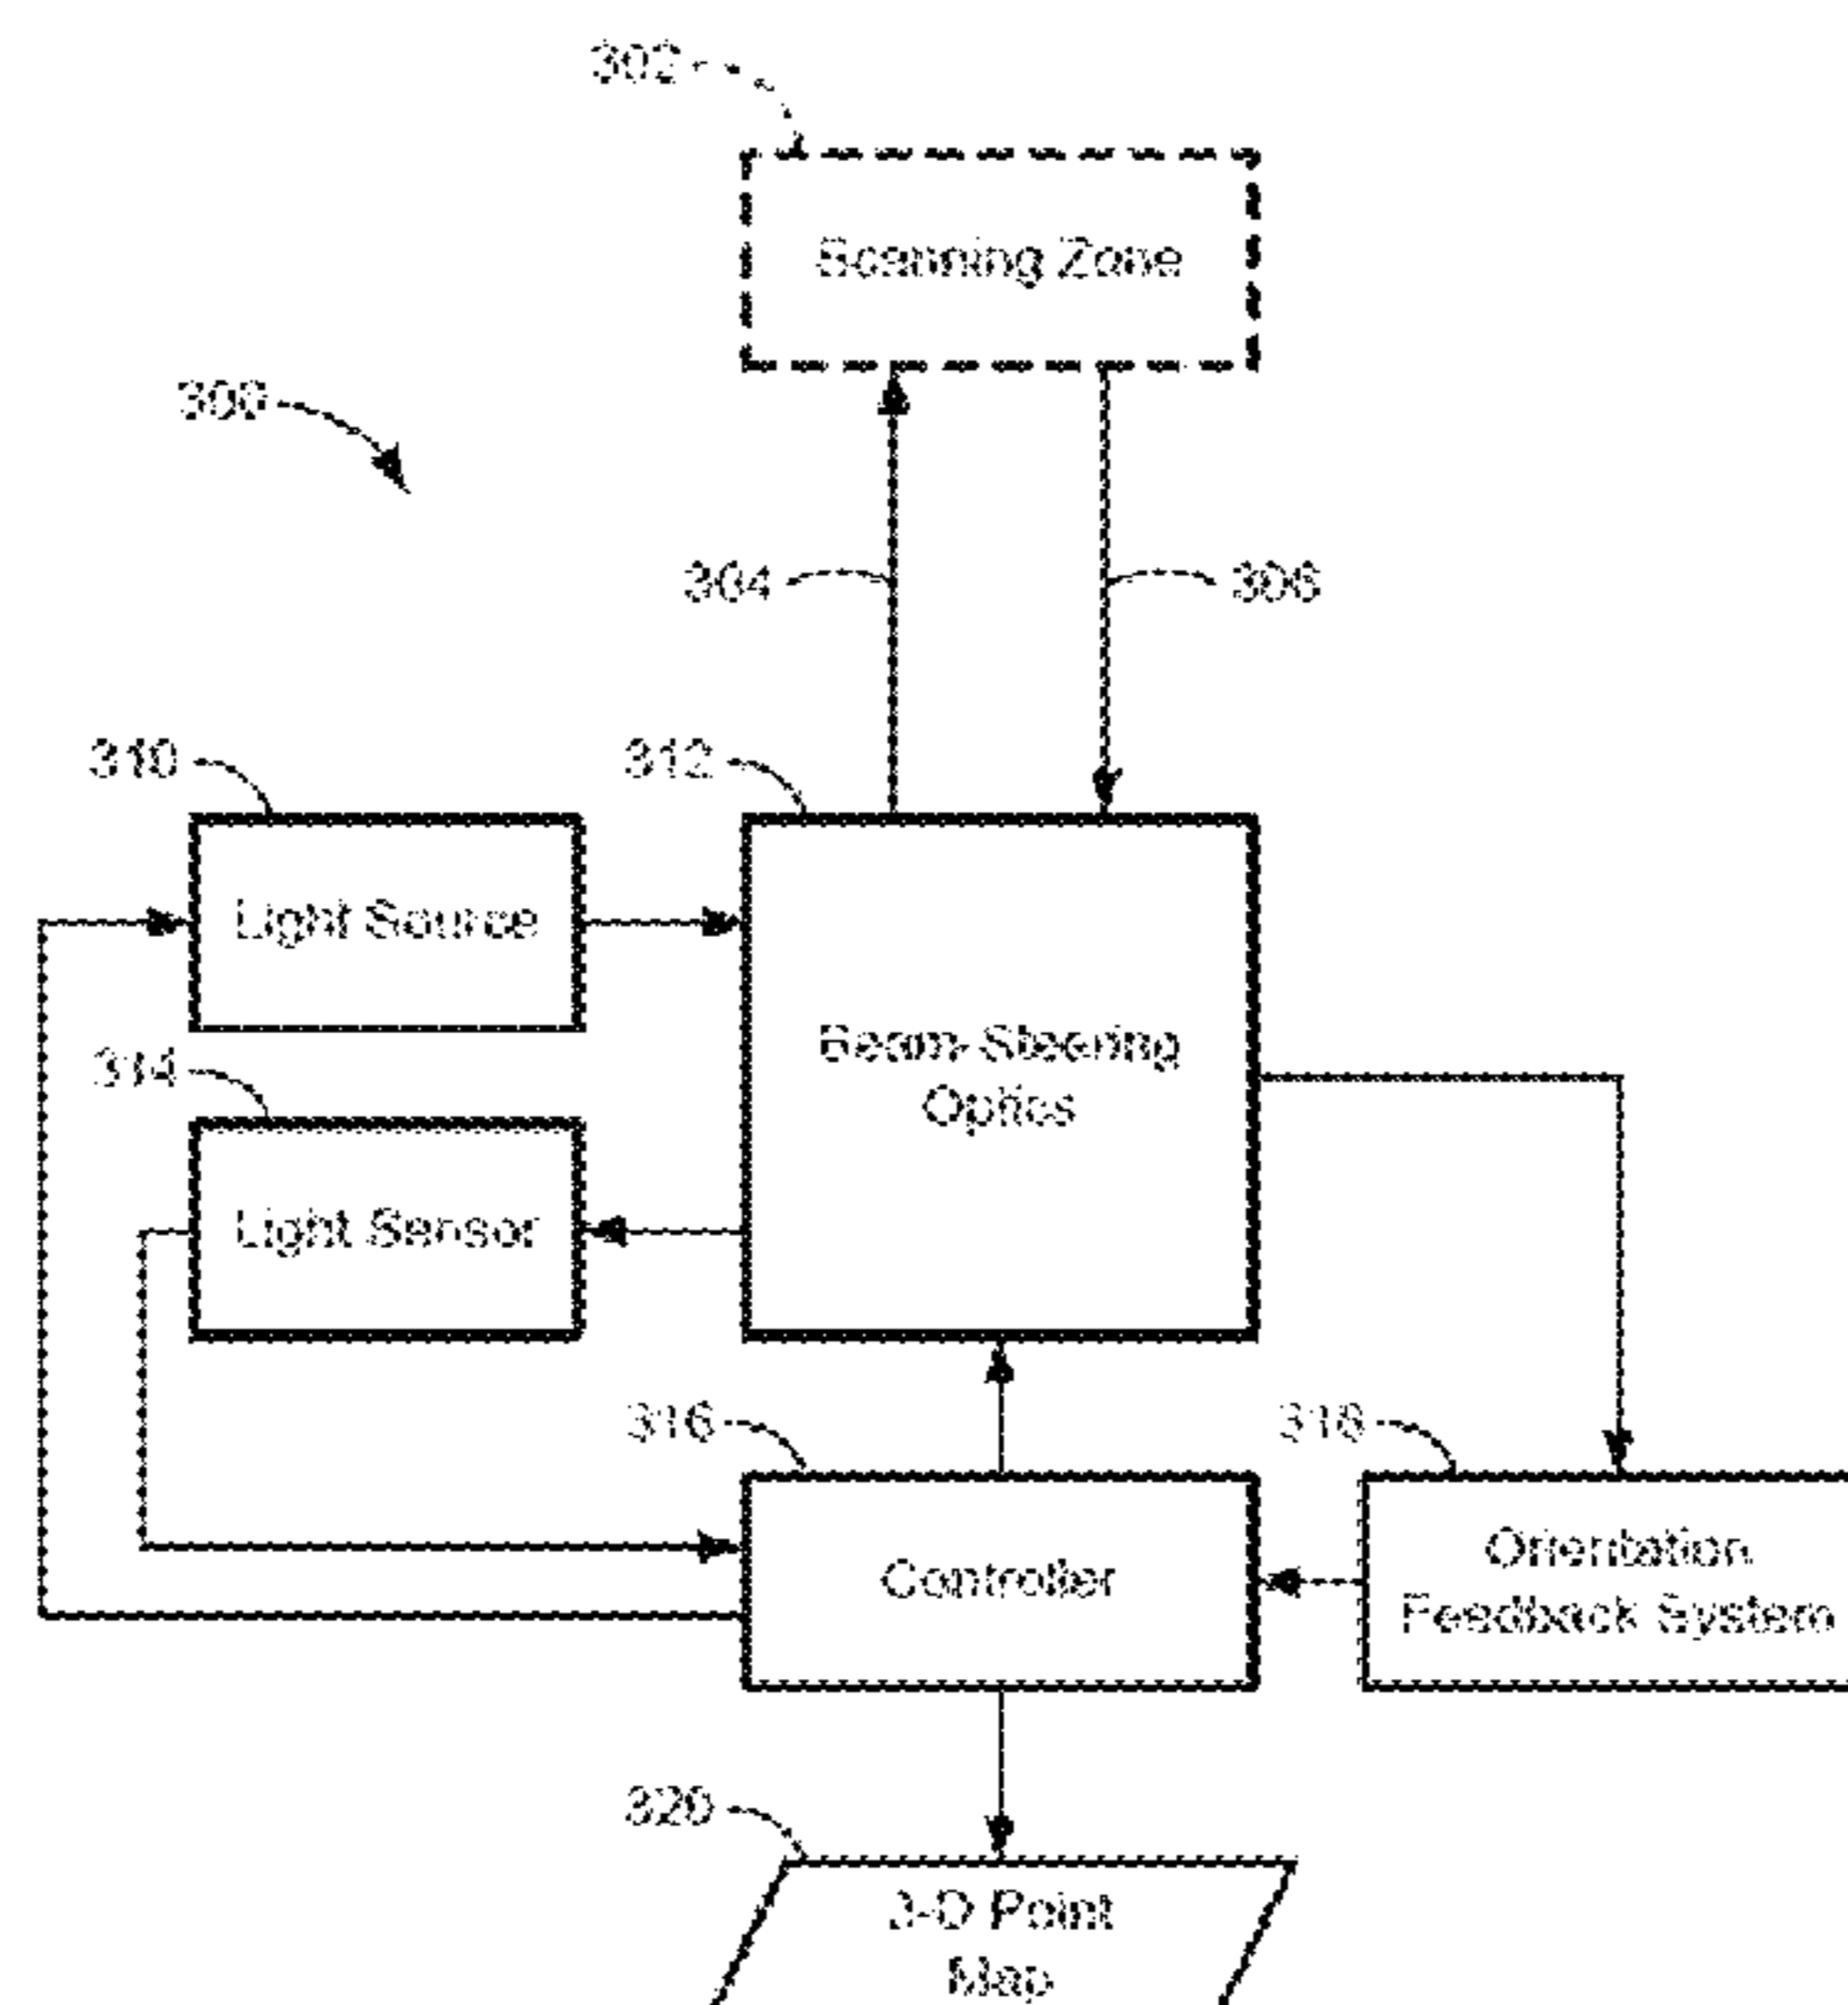 302
Scanning Zone
300
304
306
310
312
Light Source
314
Beam-Steering
Optics
Light Sensor
316
318
Controller
Orientation
Feedback System
320
3-D Point
Map